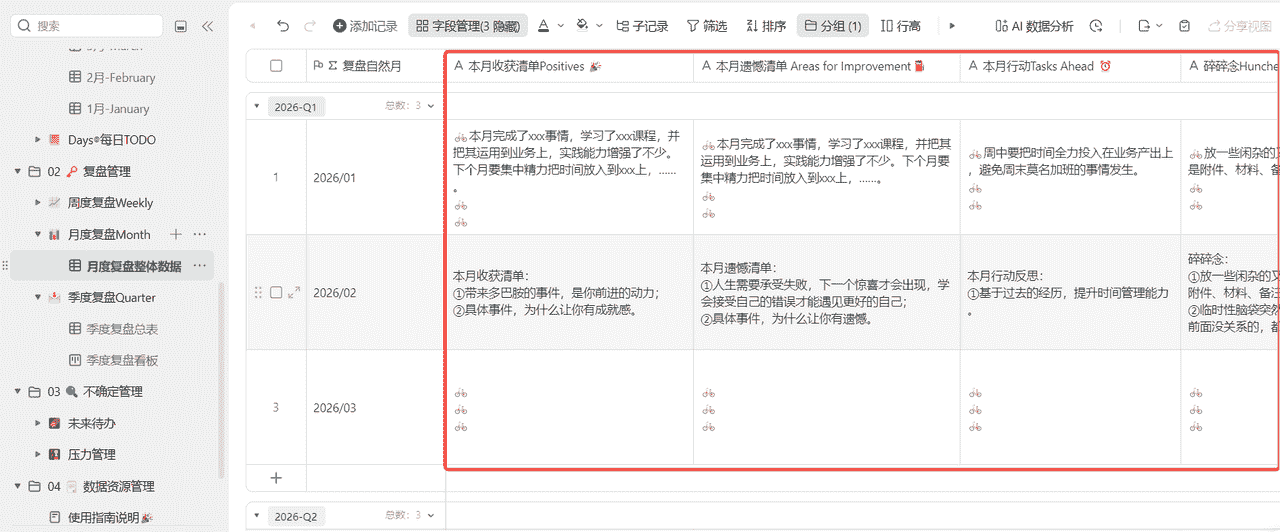 搜索
添加记录
字段管理(3 隐藏)
子记录
筛选
排序
分组 (1)
行高
AI 数据分析
分享视图
2月-February
1月-January
Days®每日TODO
02 复盘管理
周度复盘Weekly
月度复盘Month
月度复盘整体数据
季度复盘Quarter
季度复盘总表
季度复盘看板
03 不确定管理
未来待办
压力管理
04 数据资源管理
使用指南说明
复盘自然月
本月收获清单Positives
本月遗憾清单 Areas for Improvement
本月行动Tasks Ahead
碎碎念Hunche
2026-Q1
总数: 3
1
2026/01
本月完成了xxx事情，学习了xxx课程，并
把其运用到业务上，实践能力增强了不少。
下个月要集中精力把时间放入到xxx上，……
。
本月完成了xxx事情，学习了xxx课程，并把其
运用到业务上，实践能力增强了不少。下个月要
集中精力把时间放入到xxx上，……。
周中要把时间全力投入在业务产出上
，避免周末莫名加班的事情发生。
放一些闲杂的
是附件、材料、
2026/02
本月收获清单：
①带来多巴胺的事件，是你前进的动力；
②具体事件，为什么让你有成就感。
本月遗憾清单：
①人生需要承受失败，下一个惊喜才会出现，学
会接受自己的错误才能遇见更好的自己；
②具体事件，为什么让你有遗憾。
本月行动反思：
①基于过去的经历，提升时间管理能力
。
碎碎念：
①放一些闲杂的又
附件、材料、备
②临时性脑袋突然
前面没关系的，
3
2026/03
2026-Q2
总数: 3